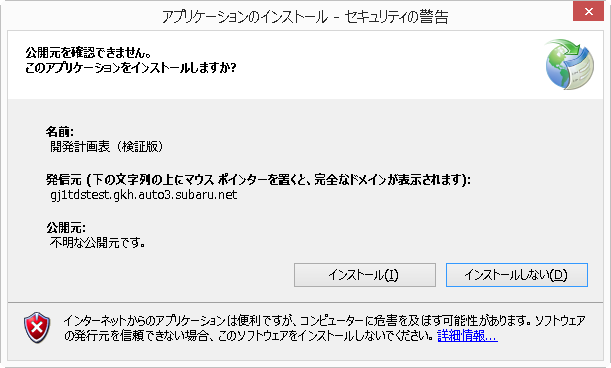 アプリケーションのインストール - セキュリティの警告
公開元を確認できません。
このアプリケーションをインストールしますか?
名前:
開発計画表（検証版）
発信元 (下の文字列の上にマウス ポインターを置くと、完全なドメインが表示されます):
gj1tdstest.gkh.auto3.subaru.net
公開元:
不明な公開元です。
インストール(I) インストールしない(D)
インターネットからのアプリケーションは便利ですが、コンピューターに危害を及ぼす可能性があります。ソフトウェア
の発行元を信頼できない場合、このソフトウェアをインストールしないでください。詳細情報...